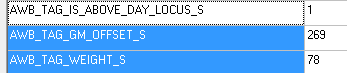 AWB_TAG_IS_ABOVE_DAY_LOCUS_S 1
AWB_TAG_GM_OFFSET_S 269
AWB_TAG_WEIGHT_S 78